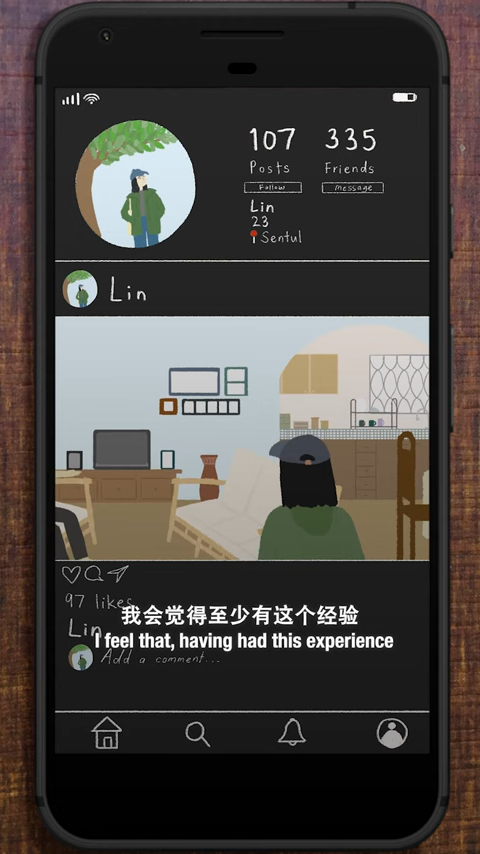 107 335
Posts Friends
Follow Message
Lin
23
Sentul
Lin
97 likes
我会觉得至少有这个经验
Lin
I feel that, having had this experience
Add a comment...